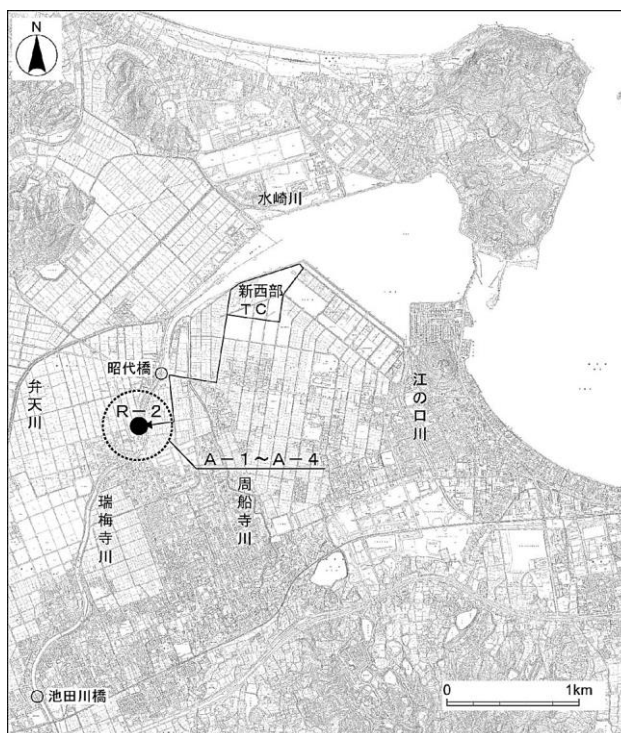 N
水崎川
新西部
TC
昭代橋
弁天川
R-2
江の口川
A-1~A-4
周船寺川
瑞梅寺川
池田川橋
0 1km